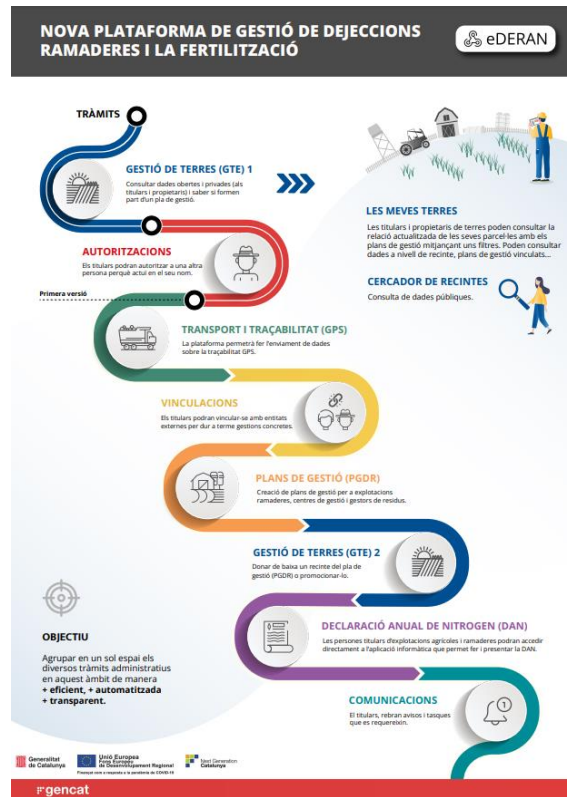 NOVA PLATAFORMA DE GESTIÓ DE DEJECCIONS
RAMADERES I LA FERTILITZACIÓ
eDERAN
TRÀMITS
GESTIÓ DE TERRES (GTE) 1
Consultar dades obertes i privades (als
titulars i propietaris) i saber si formen
part d'un pla de gestió.
LES MEVES TERRES
Les titulars i propietaris de terres poden consultar la
relació actualitzada de les seves parcel·les amb els
plans de gestió mitjançant uns filtres. Poden consultar
dades a nivell de recinte, plans de gestió vinculats...
CERCADOR DE RECINTES
Consulta de dades públiques.
AUTORITZACIONS
Els titulars podran autoritzar a una altra
persona perquè actuï en el seu nom.
Primera versió
TRANSPORT I TRAÇABILITAT (GPS)
La plataforma permetrà fer l'enviament de dades
sobre la traçabilitat GPS.
VINCULACIONS
Els titulars podran vincular-se amb entitats
externes per dur a terme gestions concretes.
PLANS DE GESTIÓ (PGDR)
Creació de plans de gestió per a explotacions
ramaderes, centres de gestió i gestors de residus.
GESTIÓ DE TERRES (GTE) 2
Donar de baixa un recinte del pla de
gestió (PGDR) o promocionar-lo.
DECLARACIÓ ANUAL DE NITROGEN (DAN)
Les persones titulars d'explotacions agrícoles i ramaderes podran accedir
directament a l'aplicació informàtica que permet fer i presentar la DAN.
COMUNICACIONS
El titulars, rebran avisos i tasques
que es requereixin.
1
OBJECTIU
Agrupar en un sol espai els
diversos tràmits administratius
en aquest àmbit de manera
+ eficient, + automatitzada
+ transparent.
Generalitat
de Catalunya
Unió Europea
Fons Europeu
de Desenvolupament Regional
Finançat com a resposta a la pandèmia de COVID-19
Next Generation
Catalunya
gencat